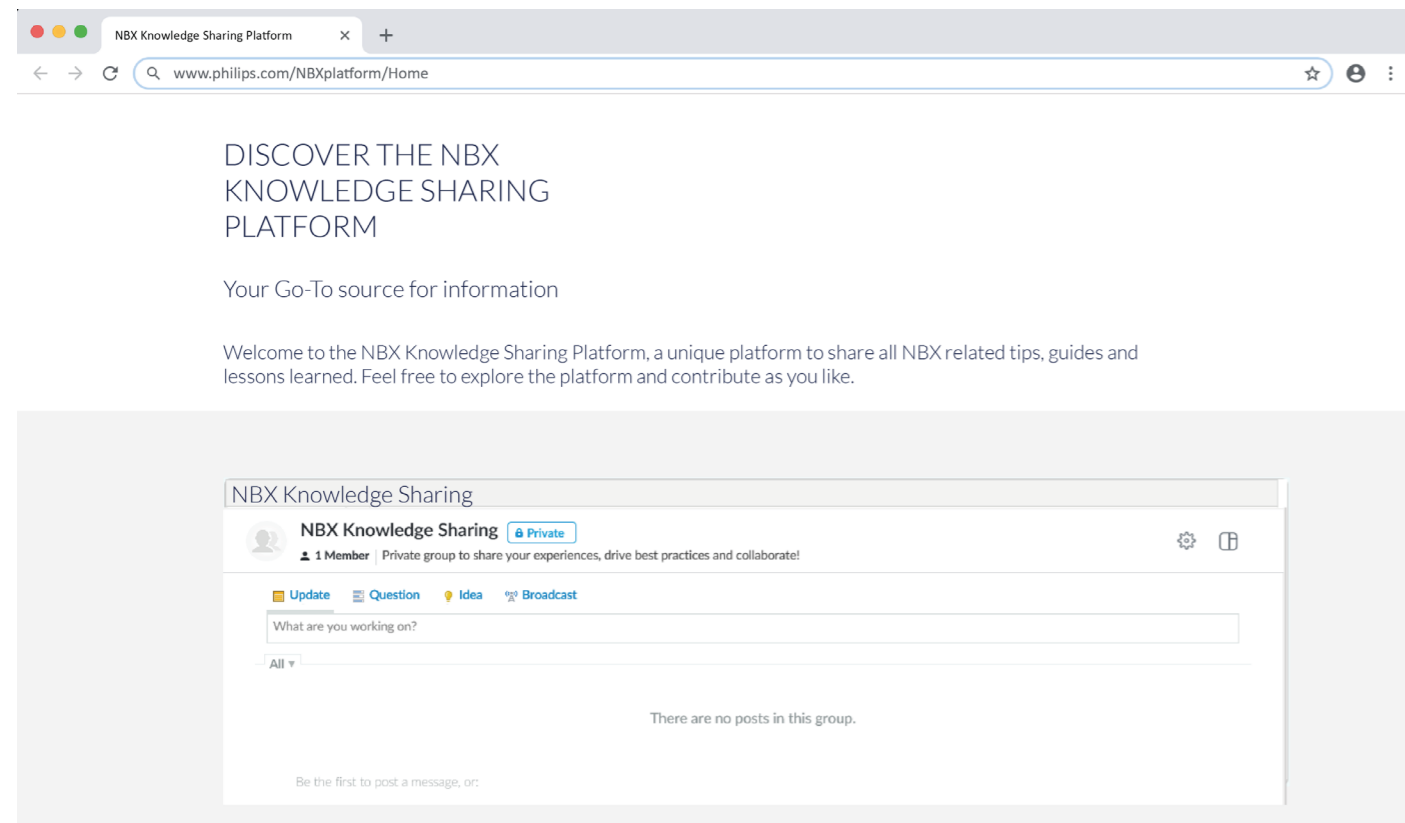 NBX Knowledge Sharing Platform
www.philips.com/NBXplatform/Home
DISCOVER THE NBX
KNOWLEDGE SHARING
PLATFORM
Your Go-To source for information
Welcome to the NBX Knowledge Sharing Platform, a unique platform to share all NBX related tips, guides and
lessons learned. Feel free to explore the platform and contribute as you like.
NBX Knowledge Sharing
NBX Knowledge Sharing Private
1 Member Private group to share your experiences, drive best practices and collaborate!
Update Question Idea Broadcast
What are you working on?
All
There are no posts in this group.
Be the first to post a message, or: